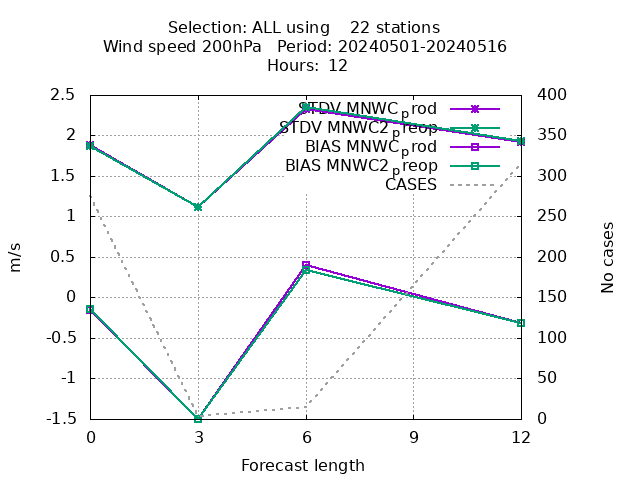 Selection: ALL using 22 stations
Wind speed 200hPa Period: 20240501-20240516
Hours: 12
2.5
2
1.5
1
0.5
0
-0.5
-1
-1.5
m/s
STDV MNWC_prod
STDV MNWC2_preop
BIAS MNWC_prod
BIAS MNWC2_preop
CASES
400
350
300
250
200
150
100
50
0
No cases
0 3 6 9 12
Forecast length